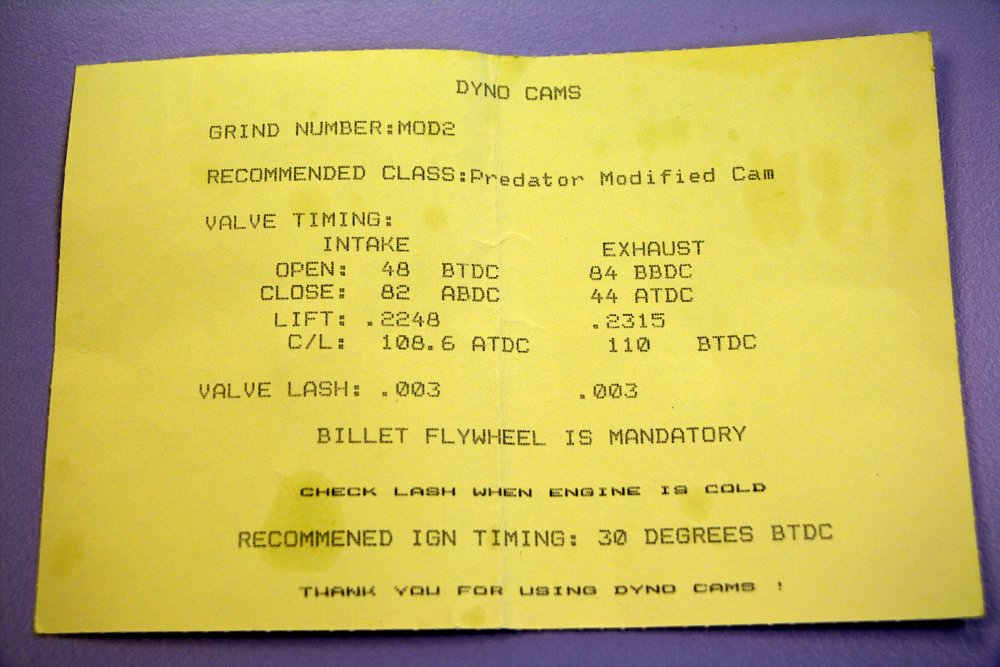 DYNO CAMS
GRIND NUMBER:MOD2
RECOMMENDED CLASS:Predator Modified Cam
VALVE TIMING:
INTAKE EXHAUST
OPEN: 48 BTDC 84 BBDC
CLOSE: 82 ABDC 44 ATDC
LIFT: .2248 .2315
C/L: 108.6 ATDC 110 BTDC
VALVE LASH: .003 .003
BILLET FLYWHEEL IS MANDATORY
CHECK LASH WHEN ENGINE IS COLD
RECOMMENED IGN TIMING: 30 DEGREES BTDC
THANK YOU FOR USING DYNO CAMS !